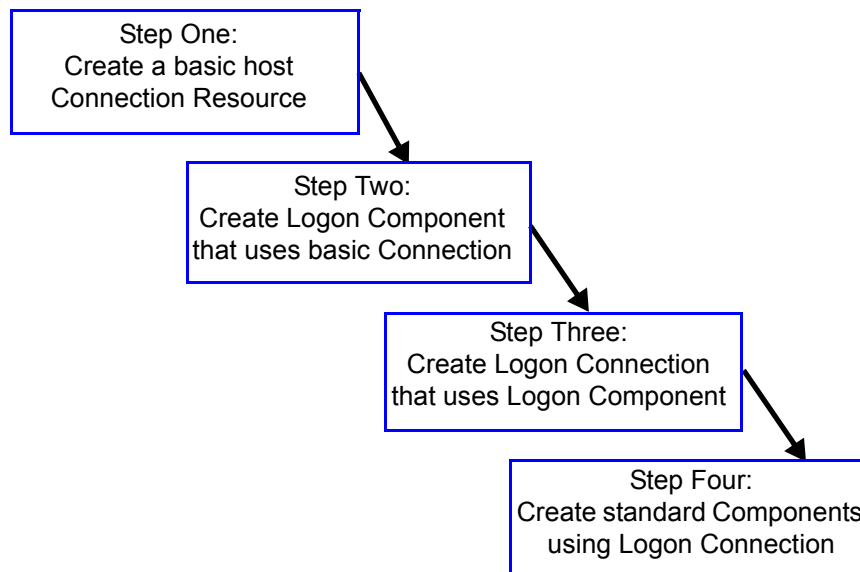 Step One:
Create a basic host
Connection Resource
Step Two:
Create Logon Component
that uses basic Connection
Step Three:
Create Logon Connection
that uses Logon Component
Step Four:
Create standard Components
using Logon Connection